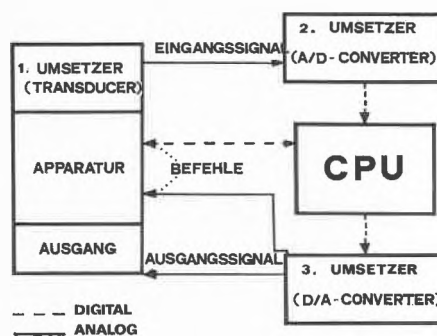 EINGANGSSIGNAL
2. UMSETZER
(A/D-CONVERTER)
1. UMSETZER
(TRANSDUCER)
APPARATUR
BEFEHLE
CPU
AUSGANG
AUSGANGSSIGNAL
3. UMSETZER
(D/A-CONVERTER)
DIGITAL
ANALOG